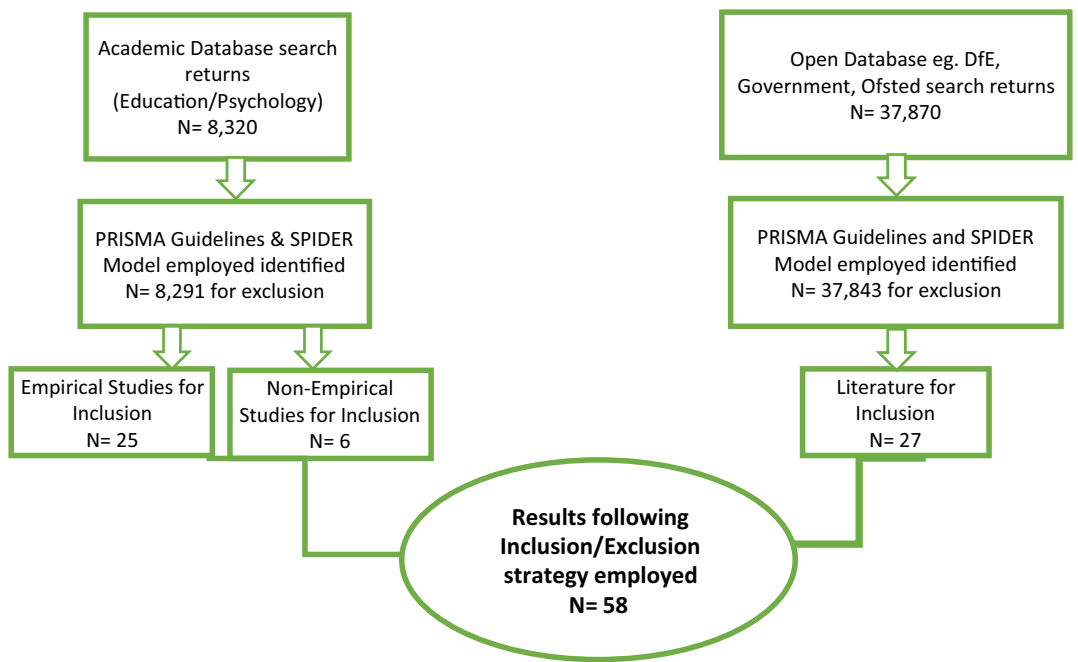 Academic Database search
returns
(Education/Psychology)
N= 8,320
Open Database eg. DfE,
Government, Ofsted search returns
N= 37,870
PRISMA Guidelines & SPIDER
Model employed identified
N= 8,291 for exclusion
PRISMA Guidelines and SPIDER
Model employed identified
N= 37,843 for exclusion
Empirical Studies for
Inclusion
N= 25
Non-Empirical
Studies for Inclusion
N= 6
Literature for
Inclusion
N= 27
Results following
Inclusion/Exclusion
strategy employed
N= 58